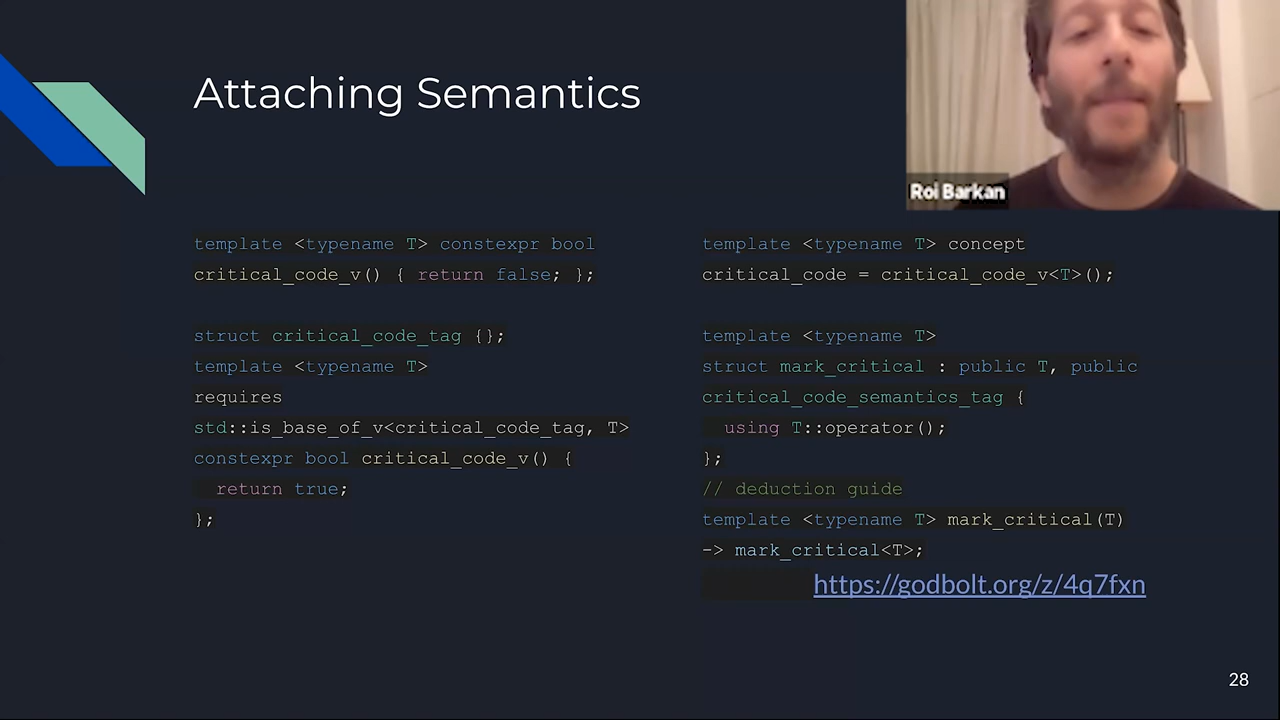 Attaching Semantics
Roi Barkan
template <typename T> constexpr bool
critical_code_v() { return false; };
struct critical_code_tag {};
template <typename T>
requires
std::is_base_of_v<critical_code_tag, T>
constexpr bool critical_code_v() {
  return true;
};
template <typename T> concept
critical_code = critical_code_v<T>();
template <typename T>
struct mark_critical : public T, public
critical_code_semantics_tag {
  using T::operator();
};
// deduction guide
template <typename T> mark_critical(T)
-> mark_critical<T>;
https://godbolt.org/z/4q7fxn
28